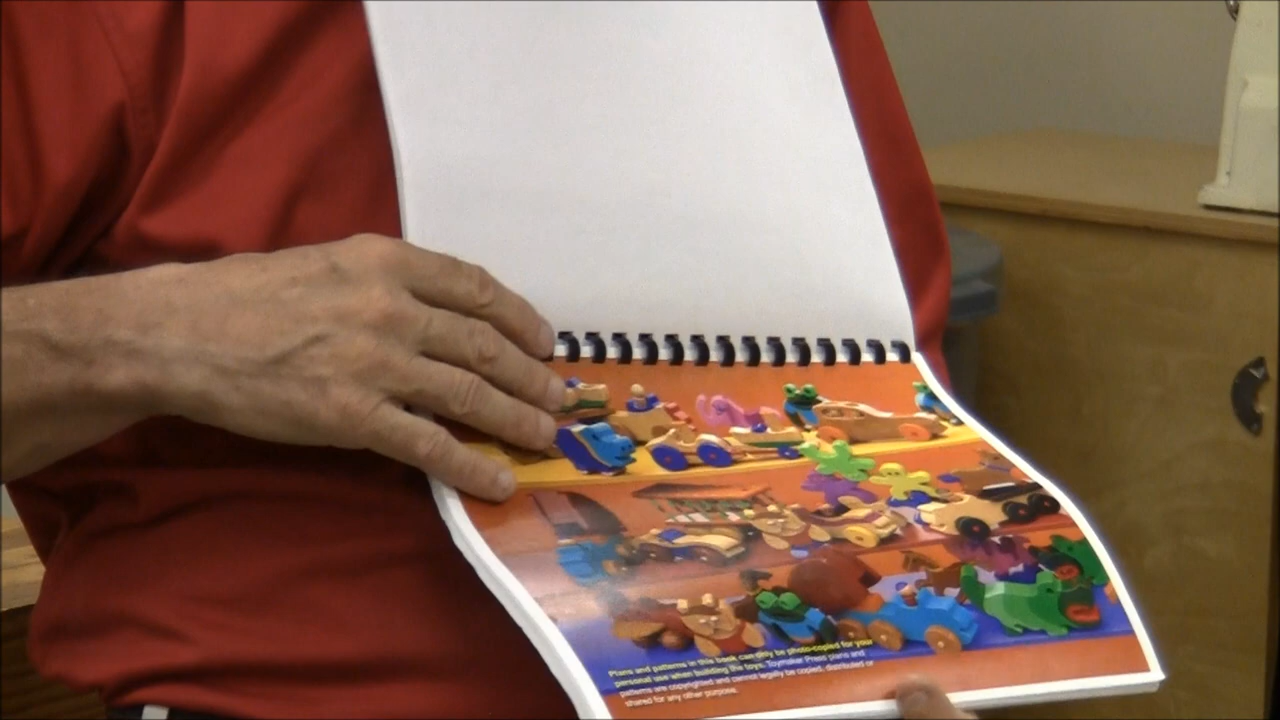 Plans and patterns in this book can only be photo-copied for your
personal use when building the toys. Toymaker Press plans and
patterns are copyrighted and cannot legally be copied, distributed or
shared for any other purpose.